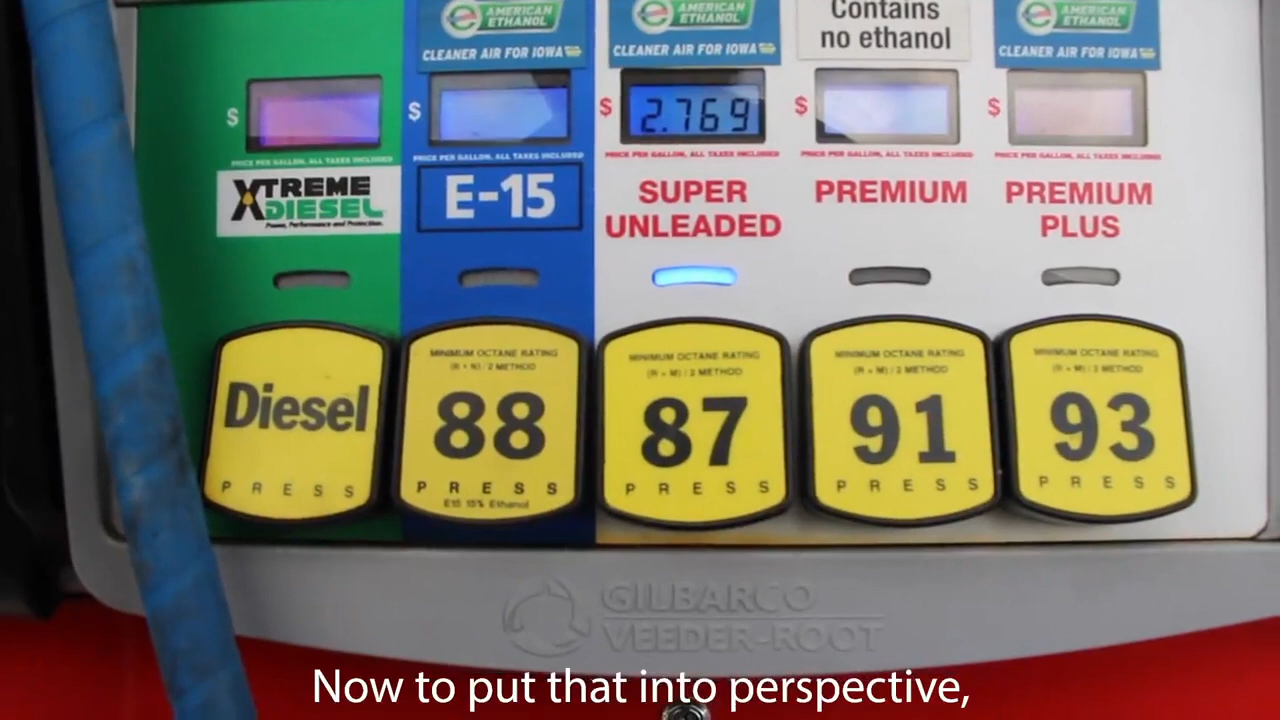 AMERICAN
ETHANOL
CLEANER AIR FOR IOWA
AMERICAN
ETHANOL
CLEANER AIR FOR IOWA
Contains
no ethanol
AMERICAN
ETHANOL
CLEANER AIR FOR IOWA
$
$
$ 2.769
$
$
PRICE PER GALLON, ALL TAXES INCLUDED
PRICE PER GALLON, ALL TAXES INCLUDED
PRICE PER GALLON, ALL TAXES INCLUDED
PRICE PER GALLON, ALL TAXES INCLUDED
PRICE PER GALLON, ALL TAXES INCLUDED
XTREME
DIESEL
Power, Performance and Protection.
E-15
SUPER
UNLEADED
PREMIUM
PREMIUM
PLUS
Diesel
PRESS
MINIMUM OCTANE RATING
(R + M) / 2 METHOD
88
PRESS
E15 15% Ethanol
MINIMUM OCTANE RATING
(R + M) / 2 METHOD
87
PRESS
MINIMUM OCTANE RATING
(R + M) / 2 METHOD
91
PRESS
MINIMUM OCTANE RATING
(R + M) / 2 METHOD
93
PRESS
GILBARCO
VEEDER-ROOT
Now to put that into perspective,